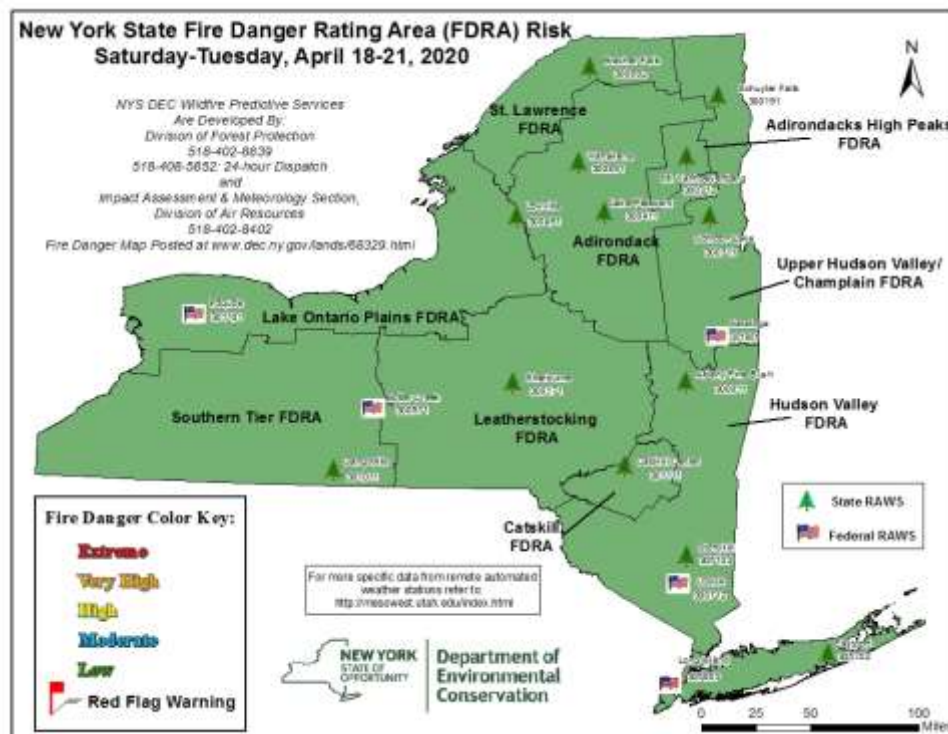 New York State Fire Danger Rating Area (FDRA) Risk
Saturday-Tuesday, April 18-21, 2020
N
NYS DEC Wildfire Predictive Services
Are Developed By:
Division of Forest Protection
518-402-8839
518-408-5852: 24-hour Dispatch
and
Impact Assessment & Meteorology Section,
Division of Air Resources
518-402-8402
Fire Danger Map Posted at www.dec.ny.gov/lands/68329.html
St. Lawrence
FDRA
Schuyler Falls
Adirondacks High Peaks
FDRA
Adirondack
FDRA
Upper Hudson Valley/
Champlain FDRA
Lake Ontario Plains FDRA
Southern Tier FDRA
Leatherstocking
FDRA
Hudson Valley
FDRA
Catskill
FDRA
Fire Danger Color Key:
Extreme
Very High
High
Moderate
Low
Red Flag Warning
State RAWS
Federal RAWS
For more specific data from remote automated
weather stations refer to
http://mesowest.utah.edu/index.html
NEW YORK
STATE OF
OPPORTUNITY
Department of
Environmental
Conservation
0 25 50 100
Miles